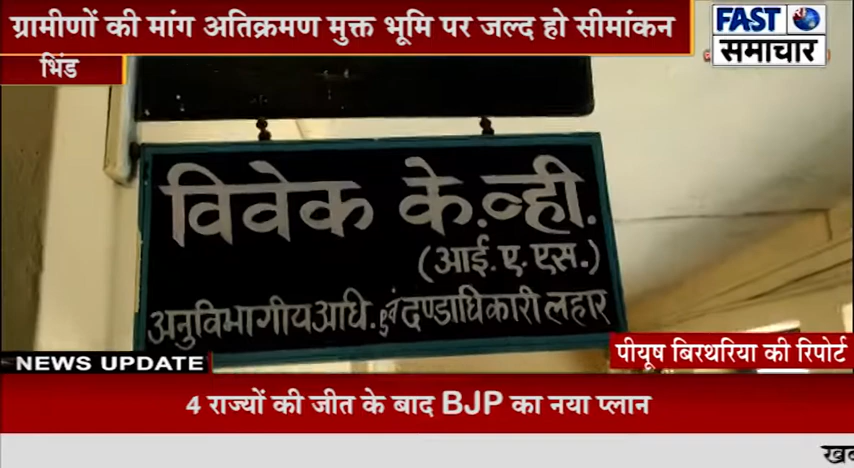 ग्रामीणों की मांग अतिक्रमण मुक्त भूमि पर जल्द हो सीमांकन
FAST
समाचार
भिंड
विवेक के.व्ही.
(आई.ए.एस.)
अनुविभागीय आधि. एवं दण्डाधिकारी लहार
पीयूष बिरथरिया की रिपोर्ट
NEWS UPDATE
4 राज्यों की जीत के बाद BJP का नया प्लान